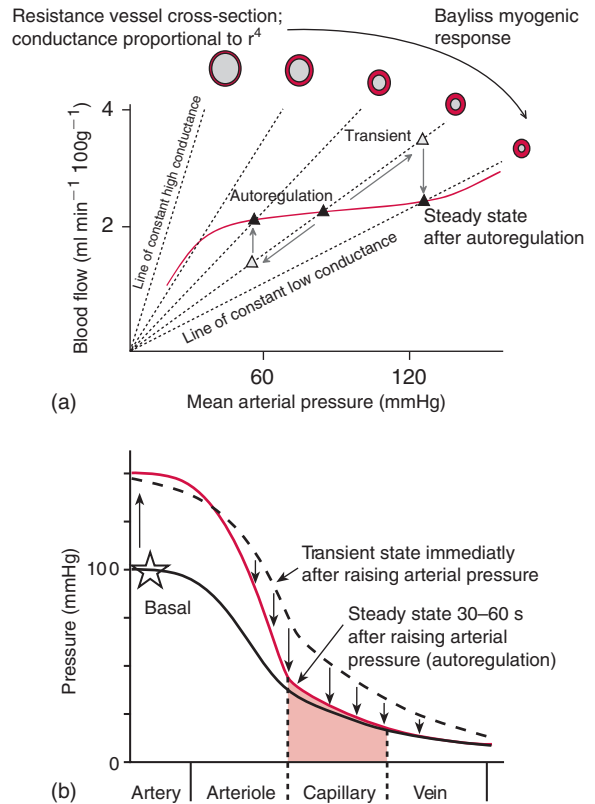 Resistance vessel cross-section;
conductance proportional to r⁴
Bayliss myogenic
response
4
2
Blood flow (ml min⁻¹ 100g⁻¹)
Line of constant high conductance
Transient
Autoregulation
Steady state
after autoregulation
Line of constant low conductance
60
120
Mean arterial pressure (mmHg)
(a)
100
0
Pressure (mmHg)
Basal
Transient state immediatly
after raising arterial pressure
Steady state 30–60 s
after raising arterial
pressure (autoregulation)
Artery
Arteriole
Capillary
Vein
(b)